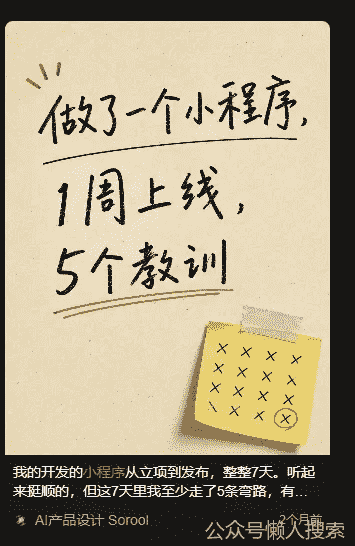 做了一个小程序,
1周上线,
5个教训
我的开发的小程序从立项到发布，整整7天。听起
来挺顺的，但这7天里我至少走了5条弯路，有...
AI产品设计 Sorool
2个月前
公众号懒人搜索